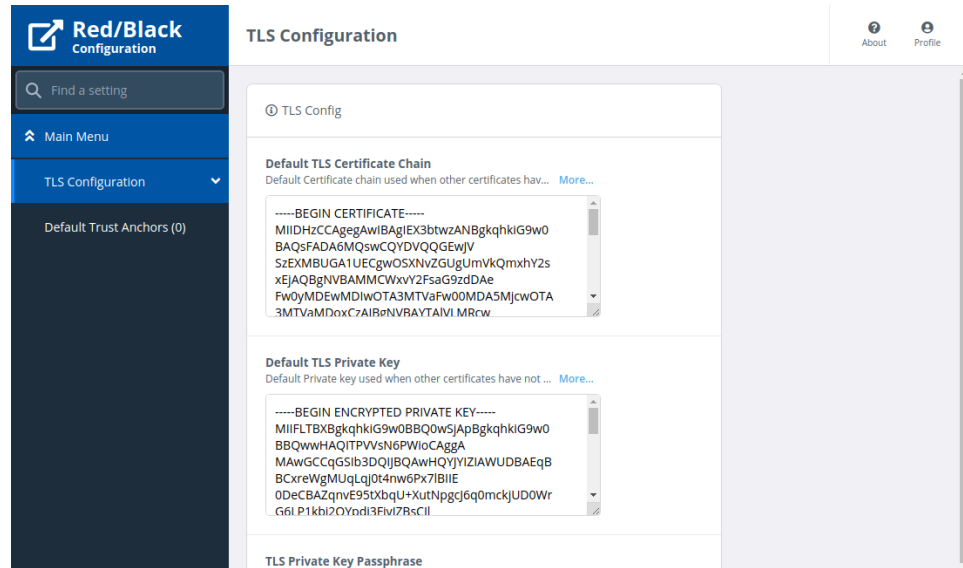 Red/Black
Configuration
TLS Configuration
About
Profile
Find a setting
Main Menu
TLS Configuration
Default Trust Anchors (0)
TLS Config
Default TLS Certificate Chain
Default Certificate chain used when other certificates hav... More...
-----BEGIN CERTIFICATE-----
MIIDHzCCAgegAwIBAgIEX3btwzANBgkqhkiG9w0
BAQsFADA6MQswCQYDVQQGEwJV
SzEXMBUGA1UECgwOSXNvZGUgUmVkQmxhY2s
xEjAQBgNVBAMMCWxvY2FsaG9zdDAe
Fw0yMDEwMDIwOTA3MTVaFw00MDA5MjcwOTA
3MTVaMDoxCzAJBgNVBAYTAlVLMRcw
Default TLS Private Key
Default Private key used when other certificates have not ... More...
-----BEGIN ENCRYPTED PRIVATE KEY-----
MIIFLTBXBgkqhkiG9w0BBQ0wSjApBgkqhkiG9w0
BBQwwHAQITPVVsN6PWioCAggA
MAwGCCqGSIb3DQIJBQAwHQYJYIZIAWUDBAEqB
BCxreWgMUqLqj0t4nw6Px7lBIIE
0DeCBAZqnvE95tXbqU+XutNpgcJ6q0mckjUD0Wr
G6LP1kbi2OYpdi3FivIZBsCIl
TLS Private Key Passphrase